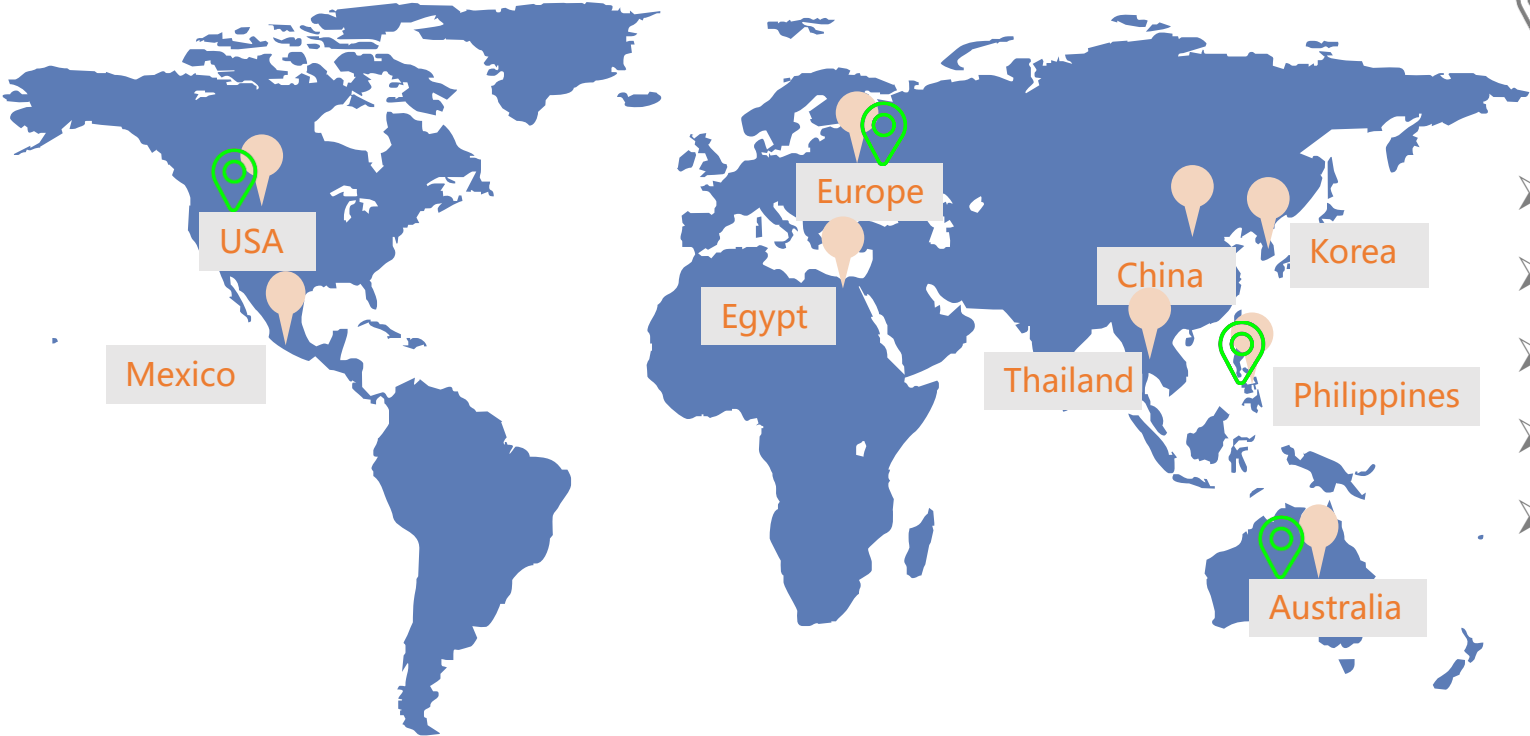 Europe
USA
Korea
China
Egypt
Mexico
Thailand
Philippines
Australia